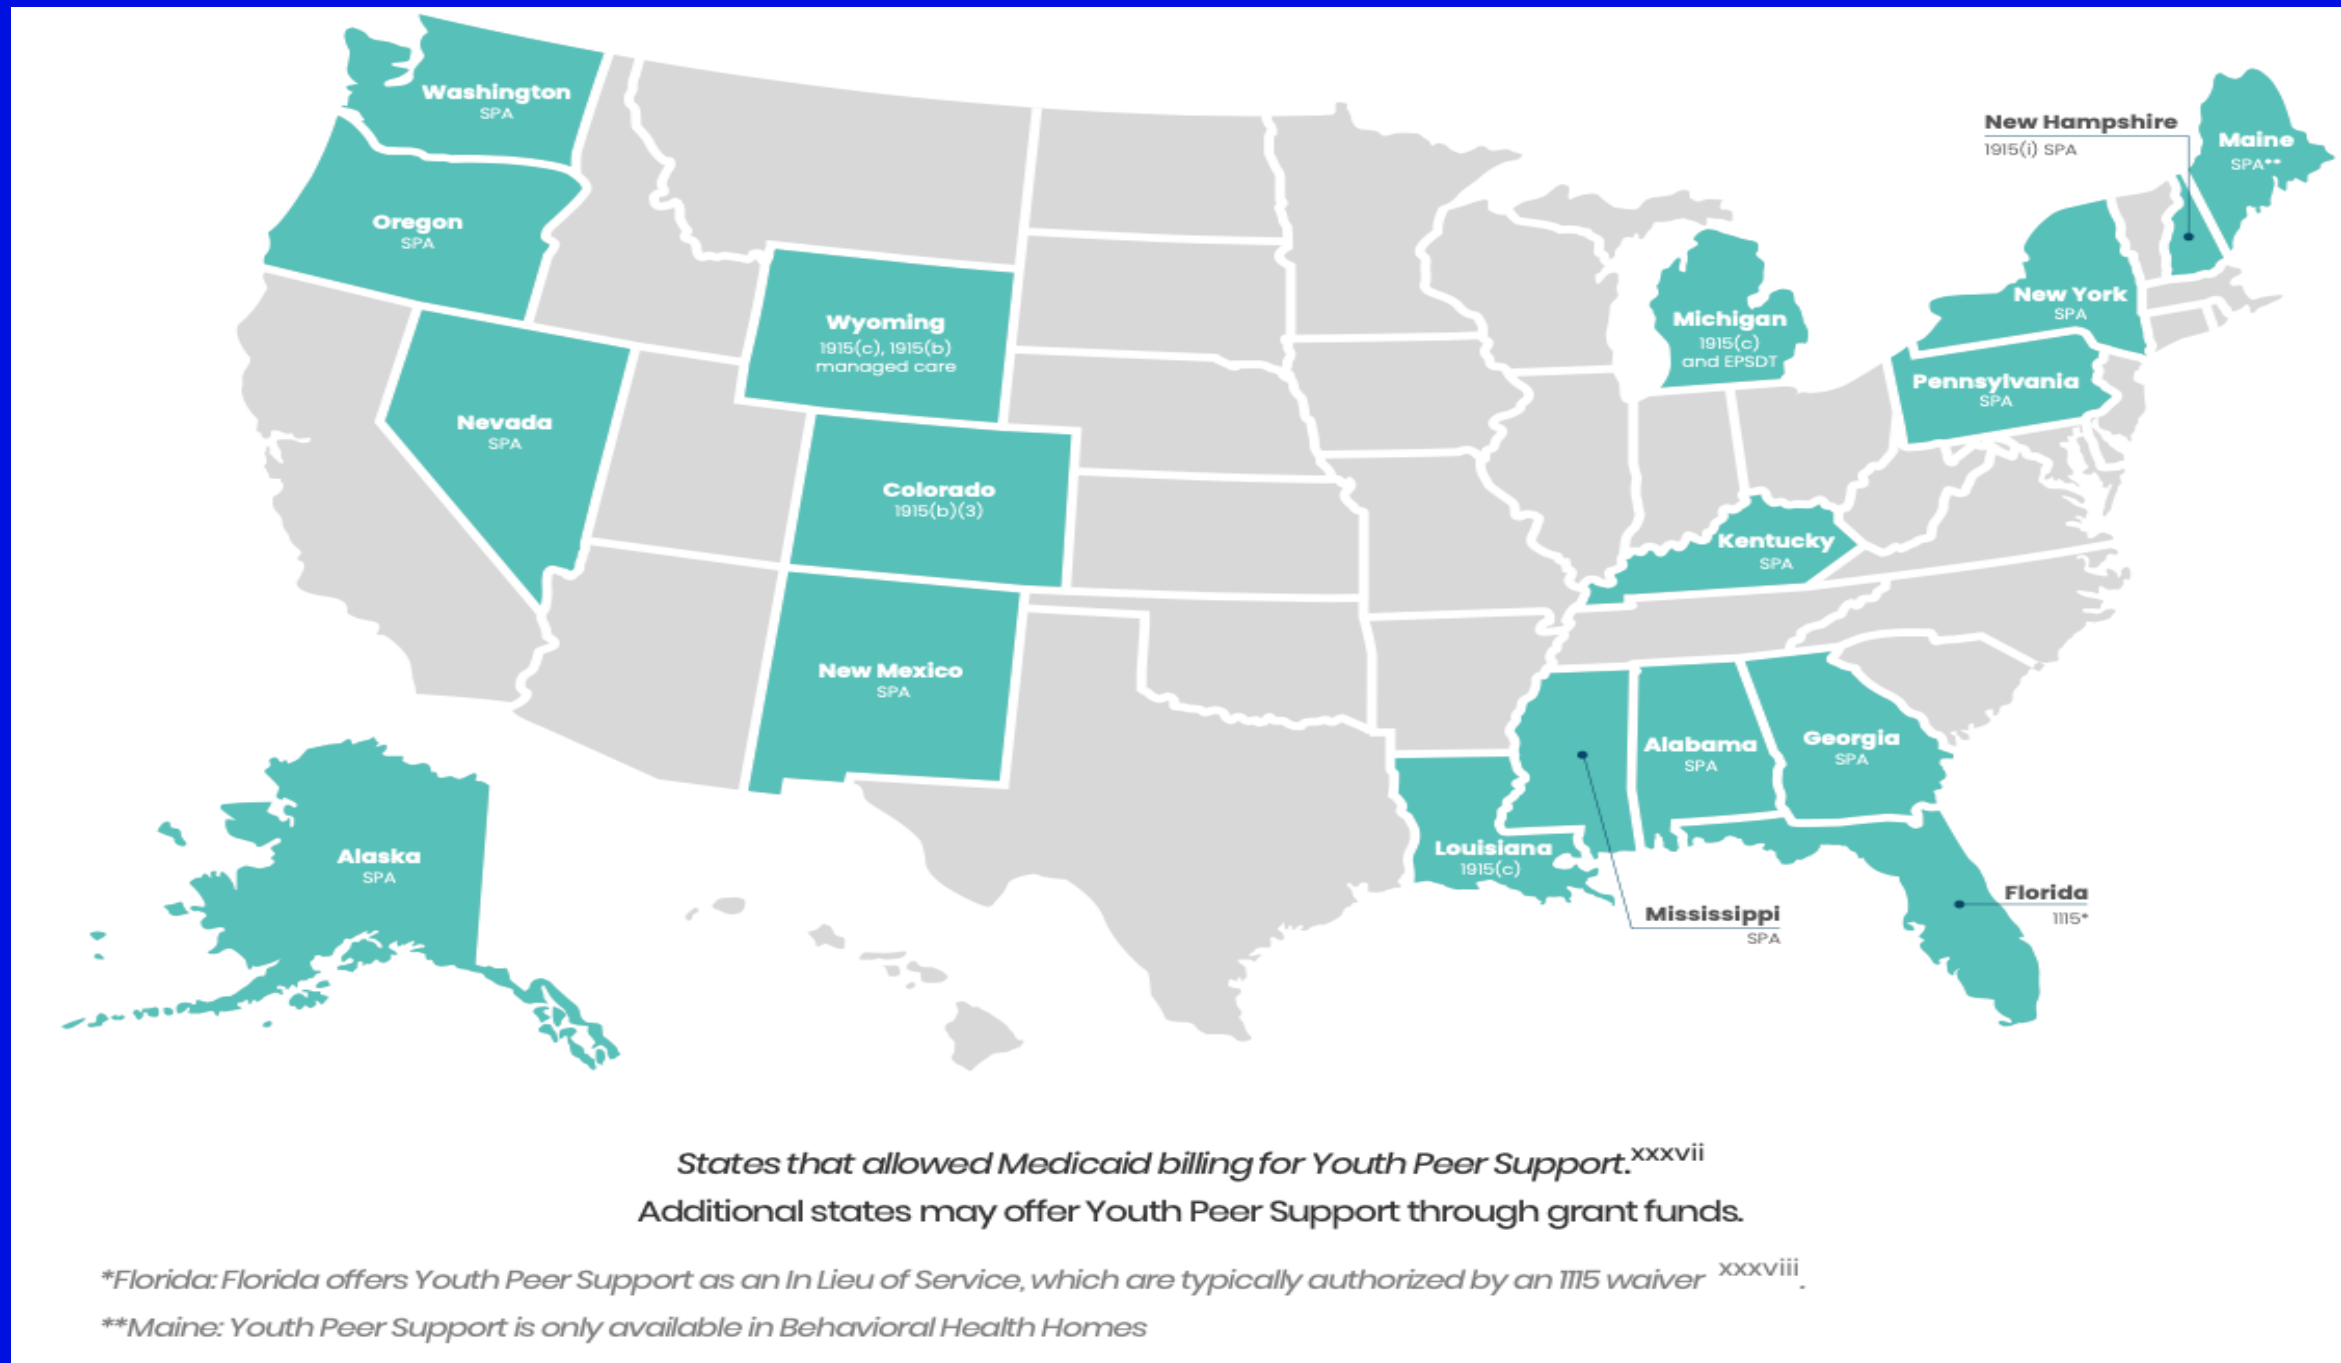 Washington
SPA
New Hampshire
1915(i) SPA
Maine
SPA**
Oregon
SPA
New York
SPA
Wyoming
1915(c), 1915(b)
managed care
Michigan
1915(c)
and EPSDT
Pennsylvania
SPA
Nevada
SPA
Colorado
1915(b)(3)
Kentucky
SPA
New Mexico
SPA
Alabama
SPA
Georgia
SPA
Alaska
SPA
Louisiana
1915(c)
Florida
1115*
Mississippi
SPA
States that allowed Medicaid billing for Youth Peer Support.xxxvii
Additional states may offer Youth Peer Support through grant funds.
*Florida: Florida offers Youth Peer Support as an In Lieu of Service, which are typically authorized by an 1115 waiver xxxviii.
**Maine: Youth Peer Support is only available in Behavioral Health Homes